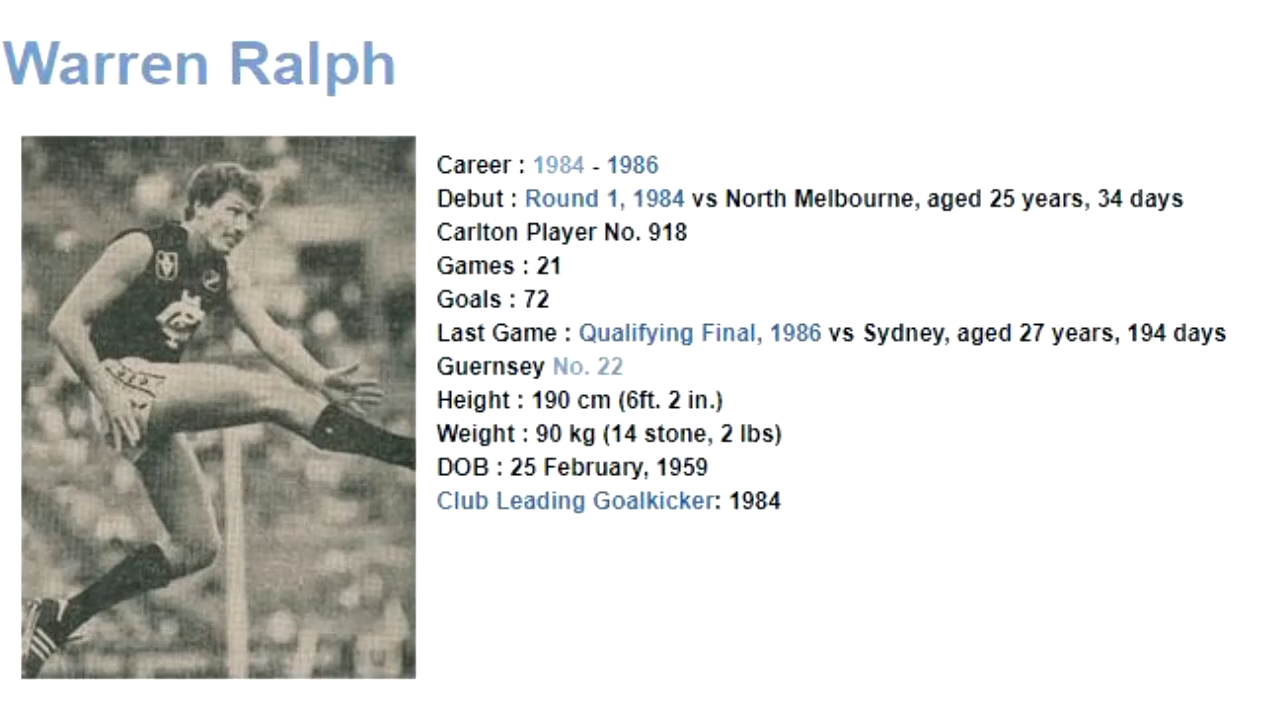 Warren Ralph
Career : 1984 - 1986
Debut : Round 1, 1984 vs North Melbourne, aged 25 years, 34 days
Carlton Player No. 918
Games : 21
Goals : 72
Last Game : Qualifying Final, 1986 vs Sydney, aged 27 years, 194 days
Guernsey No. 22
Height : 190 cm (6ft. 2 in.)
Weight : 90 kg (14 stone, 2 lbs)
DOB : 25 February, 1959
Club Leading Goalkicker: 1984